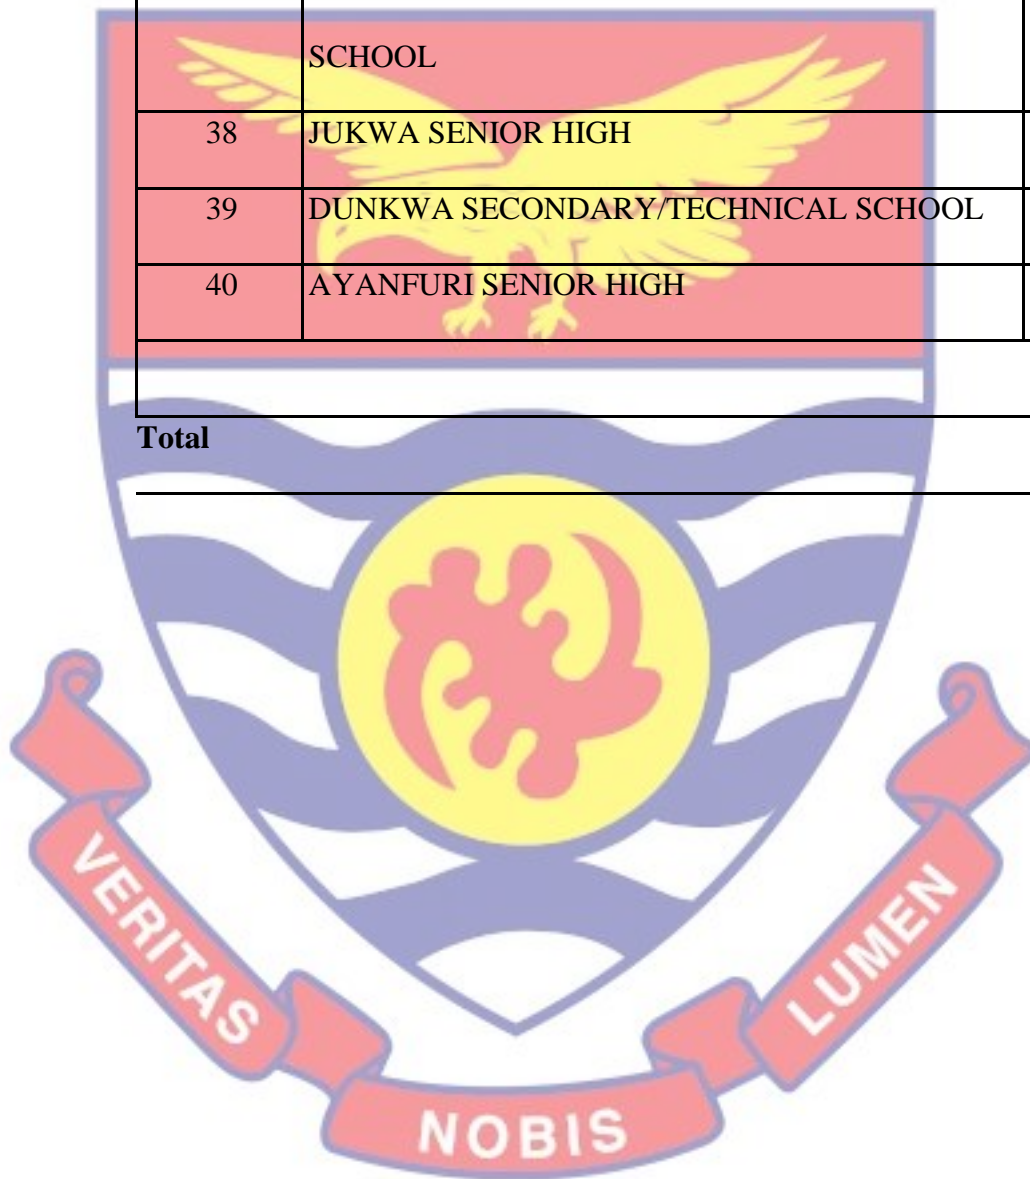 SCHOOL
38 JUKWA SENIOR HIGH
39 DUNKWA SECONDARY/TECHNICAL SCHOOL
40 AYANFURI SENIOR HIGH
Total
VERITAS
NOBIS
LUMEN